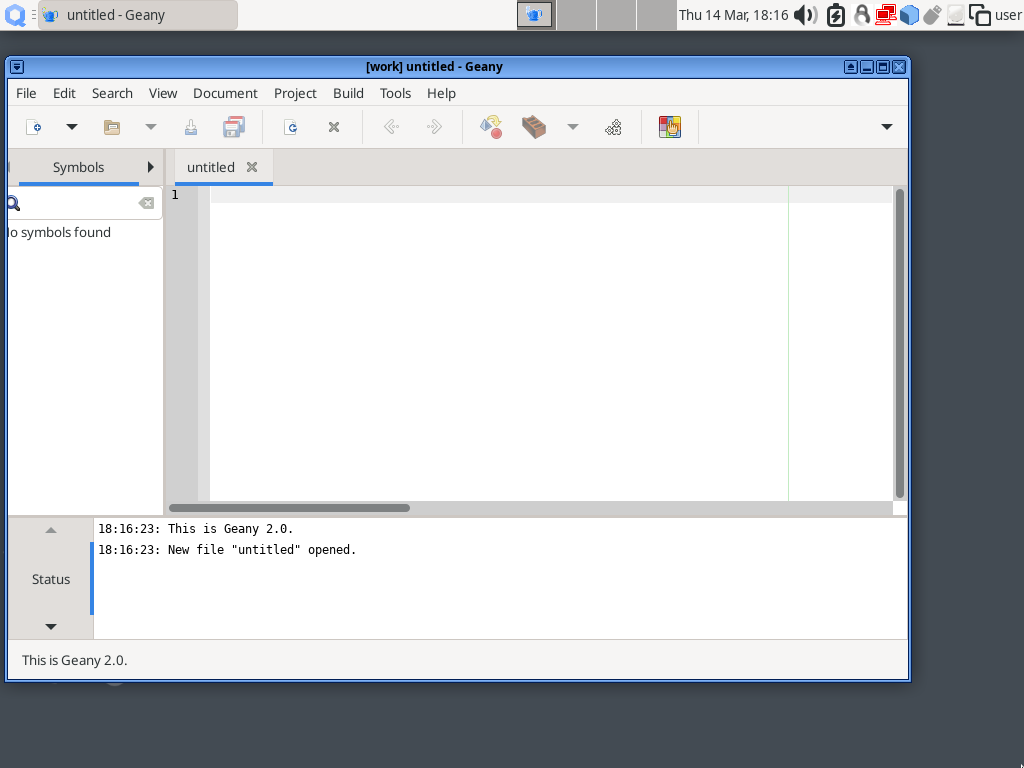 untitled - Geany
Thu 14 Mar, 18:16
user
[work] untitled - Geany
File Edit Search View Document Project Build Tools Help
Symbols
untitled
1
lo symbols found
18:16:23: This is Geany 2.0.
18:16:23: New file "untitled" opened.
Status
This is Geany 2.0.